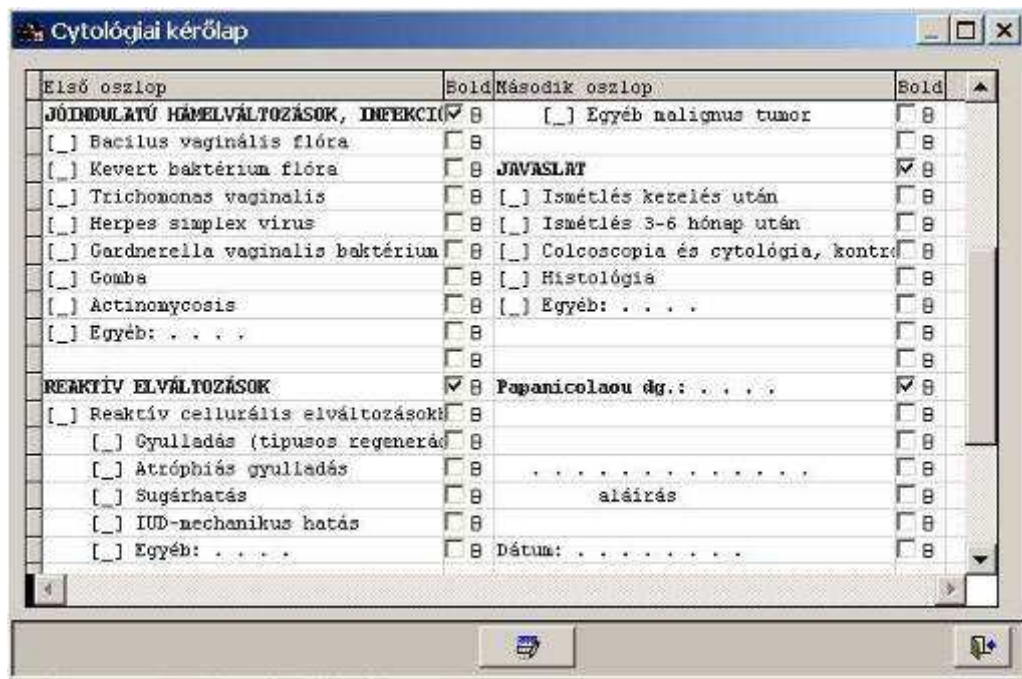 Cytológiai kérőlap
Első oszlop Bold Második oszlop Bold
JÓINDULATÚ HÁMELVÁLTOZÁSOK, INFEKCIÓ B [_] Egyéb malignus tumor B
[_] Bacilus vaginális flóra B B
[_] Kevert baktérium flóra B JAVASLAT B
[_] Trichomonas vaginalis B [_] Ismétlés kezelés után B
[_] Herpes simplex vírus B [_] Ismétlés 3-6 hónap után B
[_] Gardnerella vaginalis baktérium B [_] Colcoscopia és cytológia, kontro B
[_] Gomba B [_] Histológia B
[_] Actinomycosis B [_] Egyéb: . . . . B
[_] Egyéb: . . . . B B
B B
REAKTÍV ELVÁLTOZÁSOK B Papanicolaou dg.: . . . . B
[_] Reaktív cellurális elváltozások B B
[_] Gyulladás (tipusos regenerác B B
[_] Atróphiás gyulladás B . . . . . . . . . . . . . B
[_] Sugárhatás B aláírás B
[_] IUD-mechanikus hatás B B
[_] Egyéb: . . . . B Dátum: . . . . . . . . B